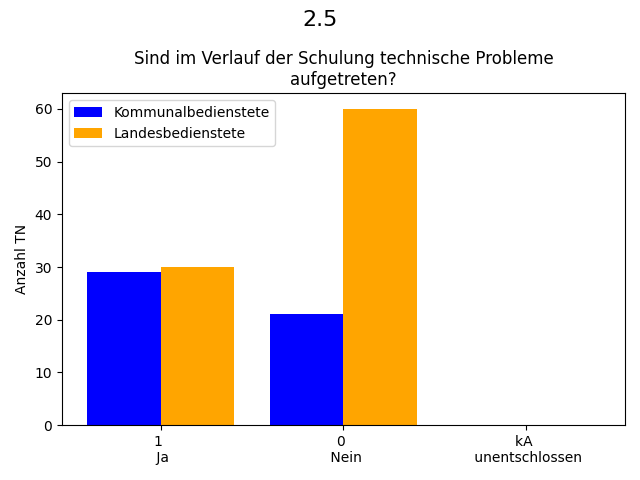 2.5
Sind im Verlauf der Schulung technische Probleme
aufgetreten?
Kommunalbedienstete
Landesbedienstete
Anzahl TN
60
50
40
30
20
10
0
1 0 kA
Ja Nein unentschlossen